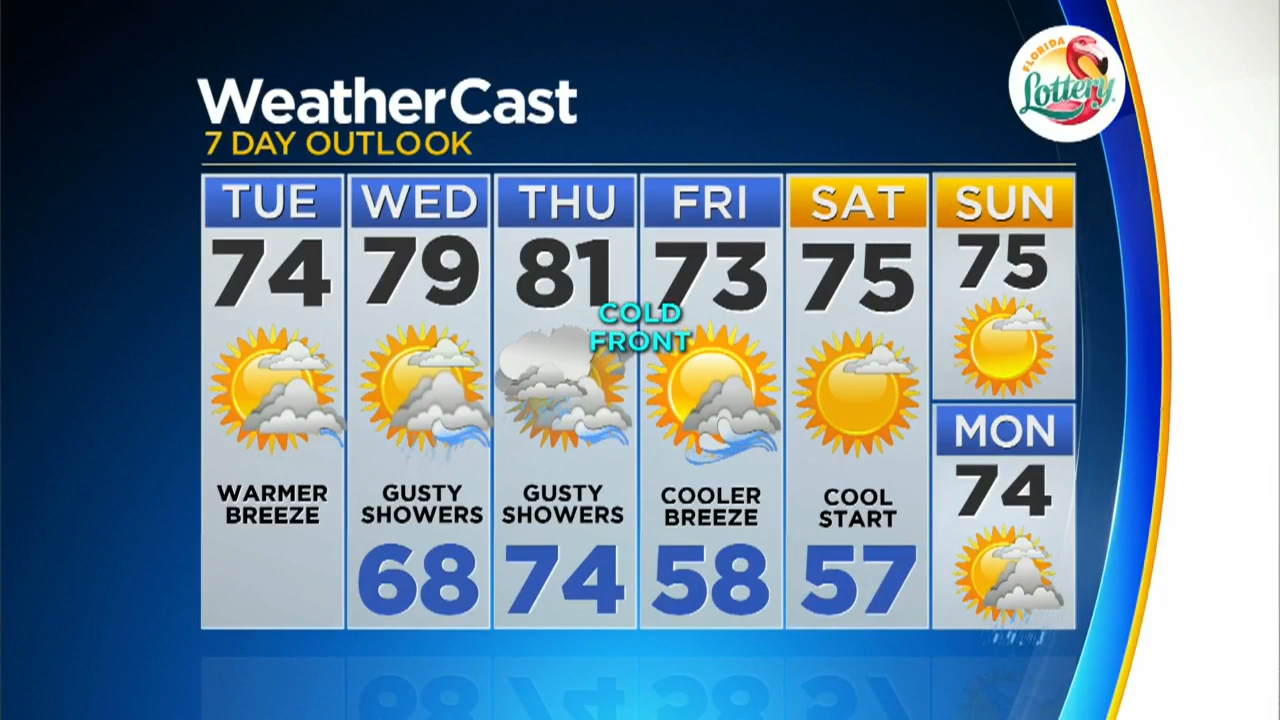 FLORIDA
Lottery
WeatherCast
7 DAY OUTLOOK
TUE
74
WARMER
BREEZE
WED
79
GUSTY
SHOWERS
68
THU
81
COLD
FRONT
GUSTY
SHOWERS
74
FRI
73
COOLER
BREEZE
58
SAT
75
COOL
START
57
SUN
75
MON
74